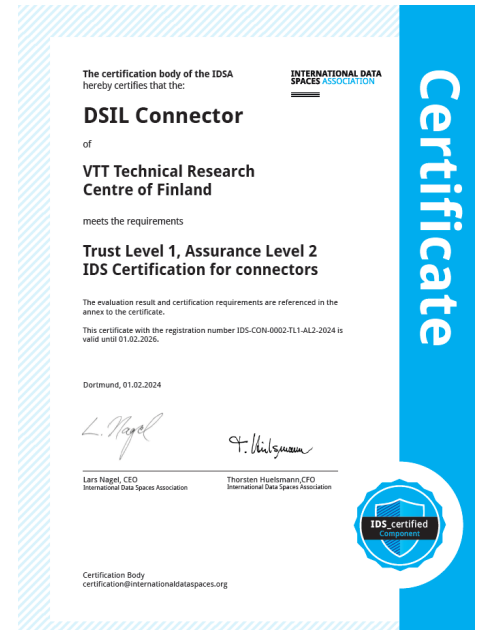 The certification body of the IDSA
hereby certifies that the:
INTERNATIONAL DATA
SPACES ASSOCIATION
DSIL Connector
of
VTT Technical Research
Centre of Finland
meets the requirements
Trust Level 1, Assurance Level 2
IDS Certification for connectors
The evaluation result and certification requirements are referenced in the
annex to the certificate.
This certificate with the registration number IDS-CON-0002-TL1-AL2-2024 is
valid until 01.02.2026.
Dortmund, 01.02.2024
L. Nagel
T. Huelsmann
Lars Nagel, CEO
International Data Spaces Association
Thorsten Huelsmann,CFO
International Data Spaces Association
Certification Body
certification@internationaldataspaces.org
Certificate
IDS_certified
Component